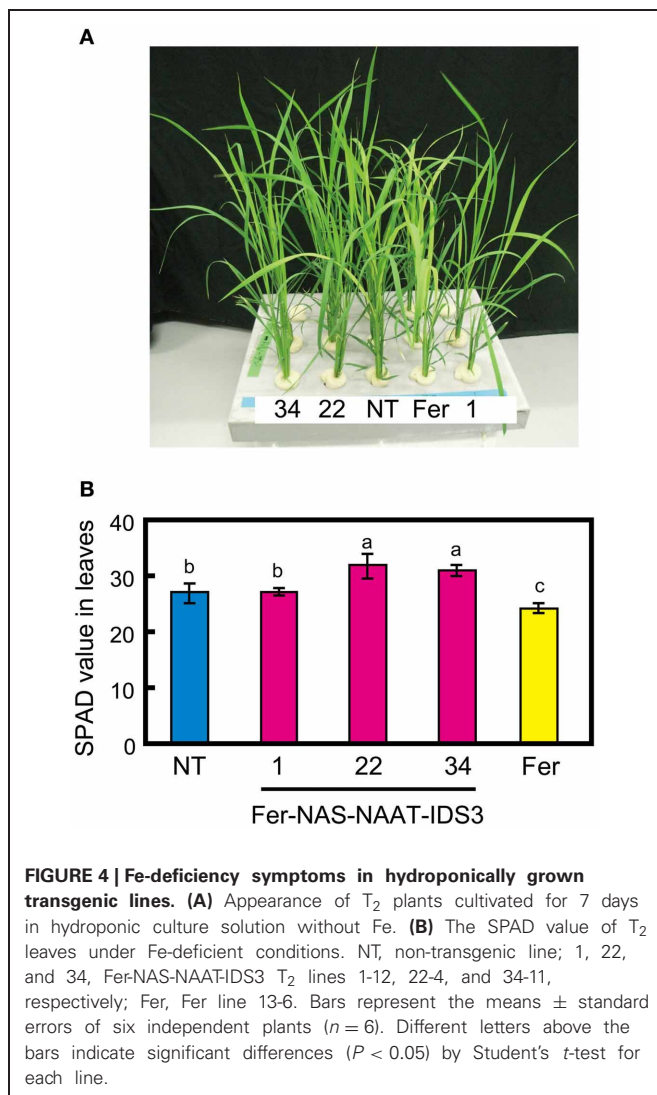 A
34 22 NT Fer 1
B
40
30
20
10
0
SPAD value in leaves
b
b
a
a
c
NT 1 22 34 Fer
Fer-NAS-NAAT-IDS3
FIGURE 4 | Fe-deficiency symptoms in hydroponically grown
transgenic lines. (A) Appearance of T₂ plants cultivated for 7 days
in hydroponic culture solution without Fe. (B) The SPAD value of T₂
leaves under Fe-deficient conditions. NT, non-transgenic line; 1, 22,
and 34, Fer-NAS-NAAT-IDS3 T₂ lines 1-12, 22-4, and 34-11,
respectively; Fer, Fer line 13-6. Bars represent the means ± standard
errors of six independent plants (n = 6). Different letters above the
bars indicate significant differences (P < 0.05) by Student's t-test for
each line.